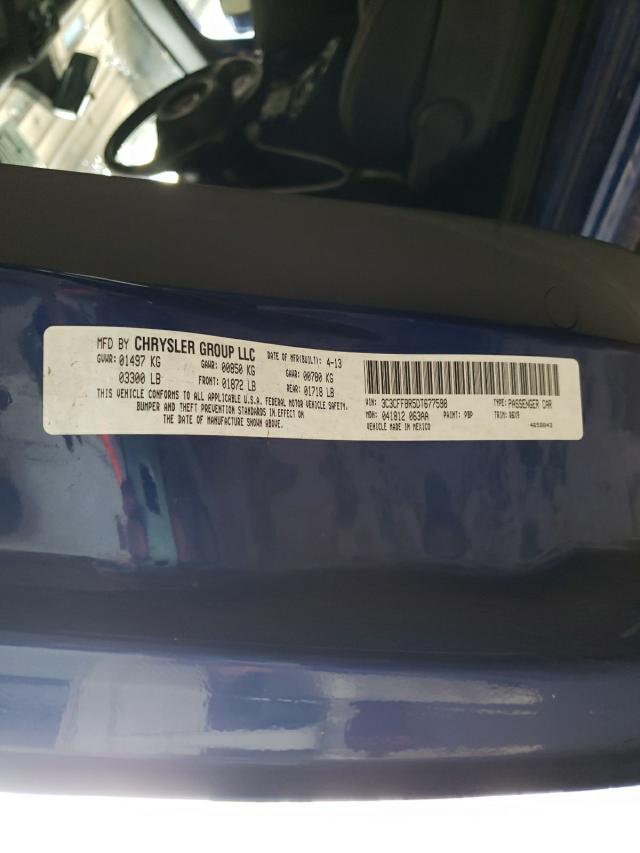 MFD BY CHRYSLER GROUP LLC DATE OF MFR(BUILT): 4-13
GVWR: 01497 KG GAWR: 00850 KG GAWR: 00780 KG
03300 LB FRONT: 01872 LB REAR: 01718 LB
THIS VEHICLE CONFORMS TO ALL APPLICABLE U.S.A. FEDERAL MOTOR VEHICLE SAFETY,
BUMPER AND THEFT PREVENTION STANDARDS IN EFFECT ON
THE DATE OF MANUFACTURE SHOWN ABOVE.
VIN: 3C3CFFBR5DT677598 TYPE: PASSENGER CAR
MDH: 041812 063AA PAINT: PBP TRIM: X9
VEHICLE MADE IN MEXICO